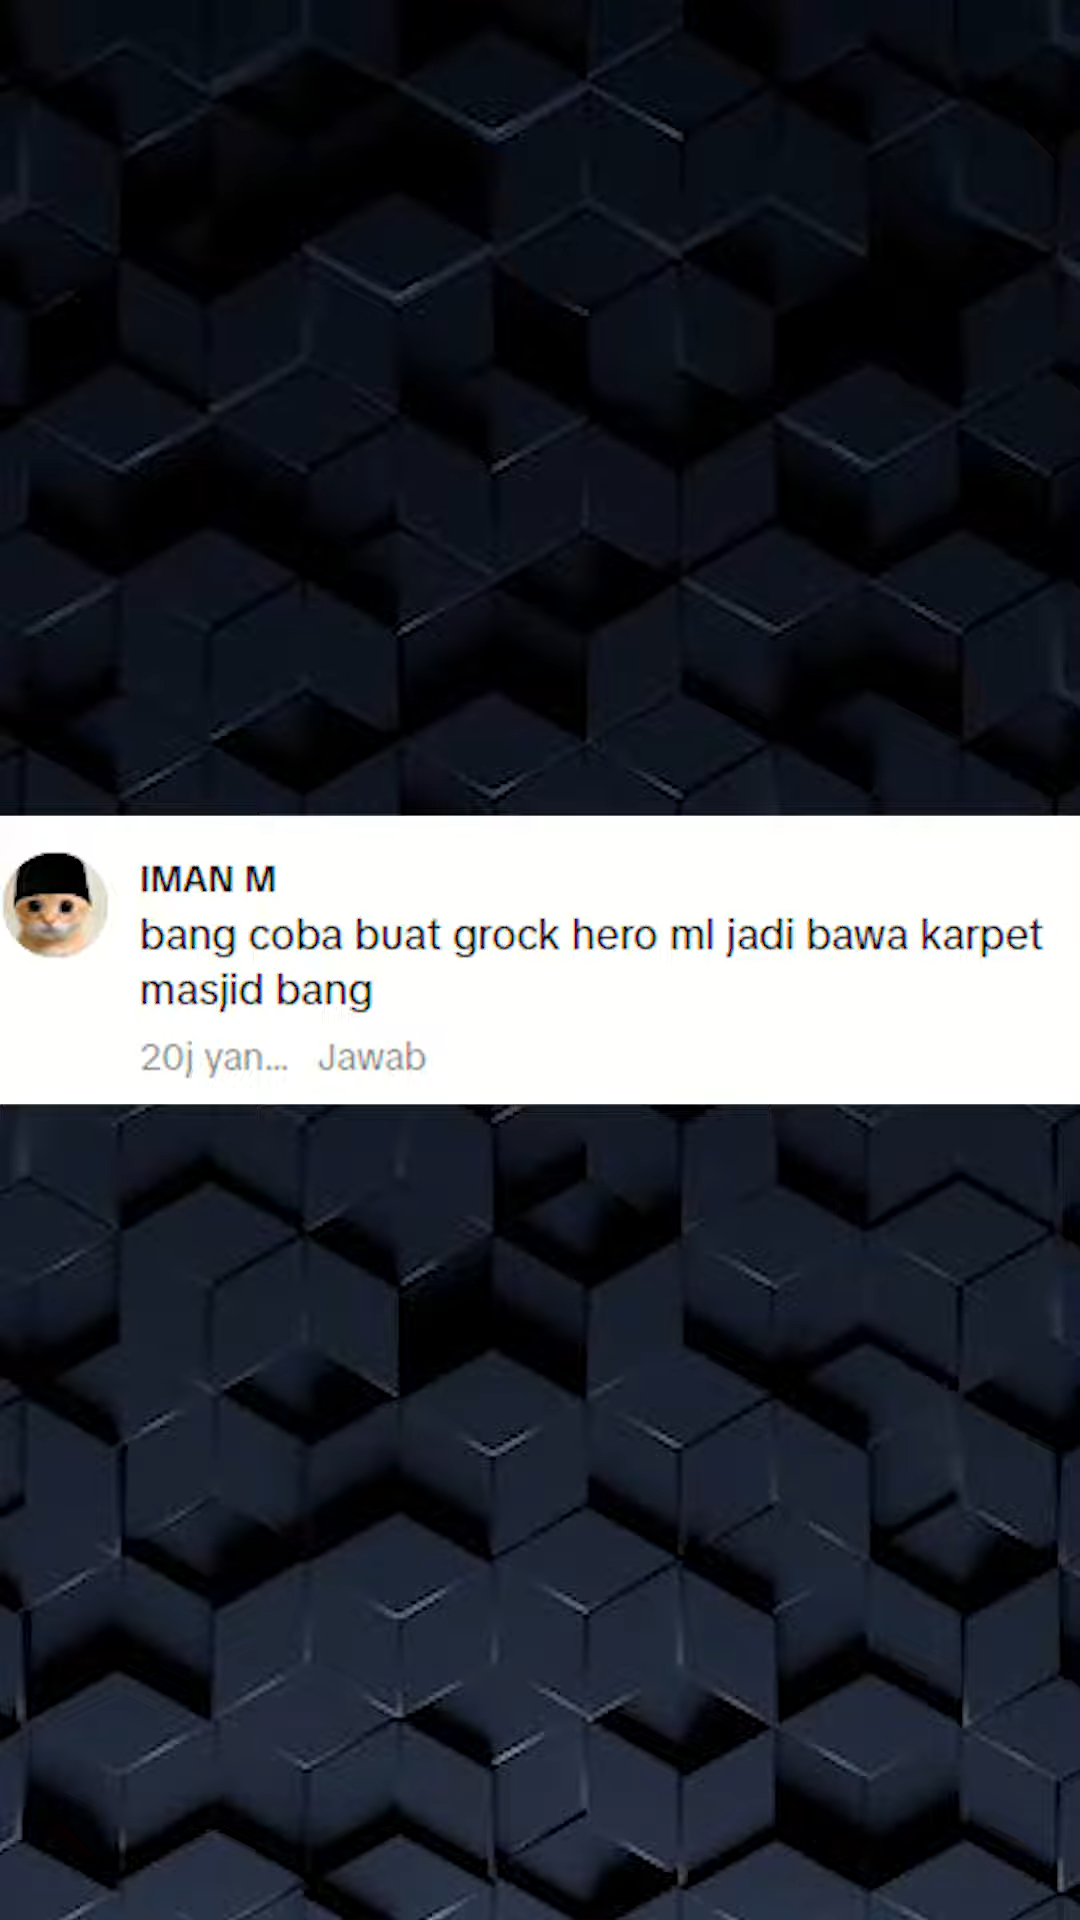 IMAN M
bang coba buat grock hero ml jadi bawa karpet
masjid bang
20j yan... Jawab